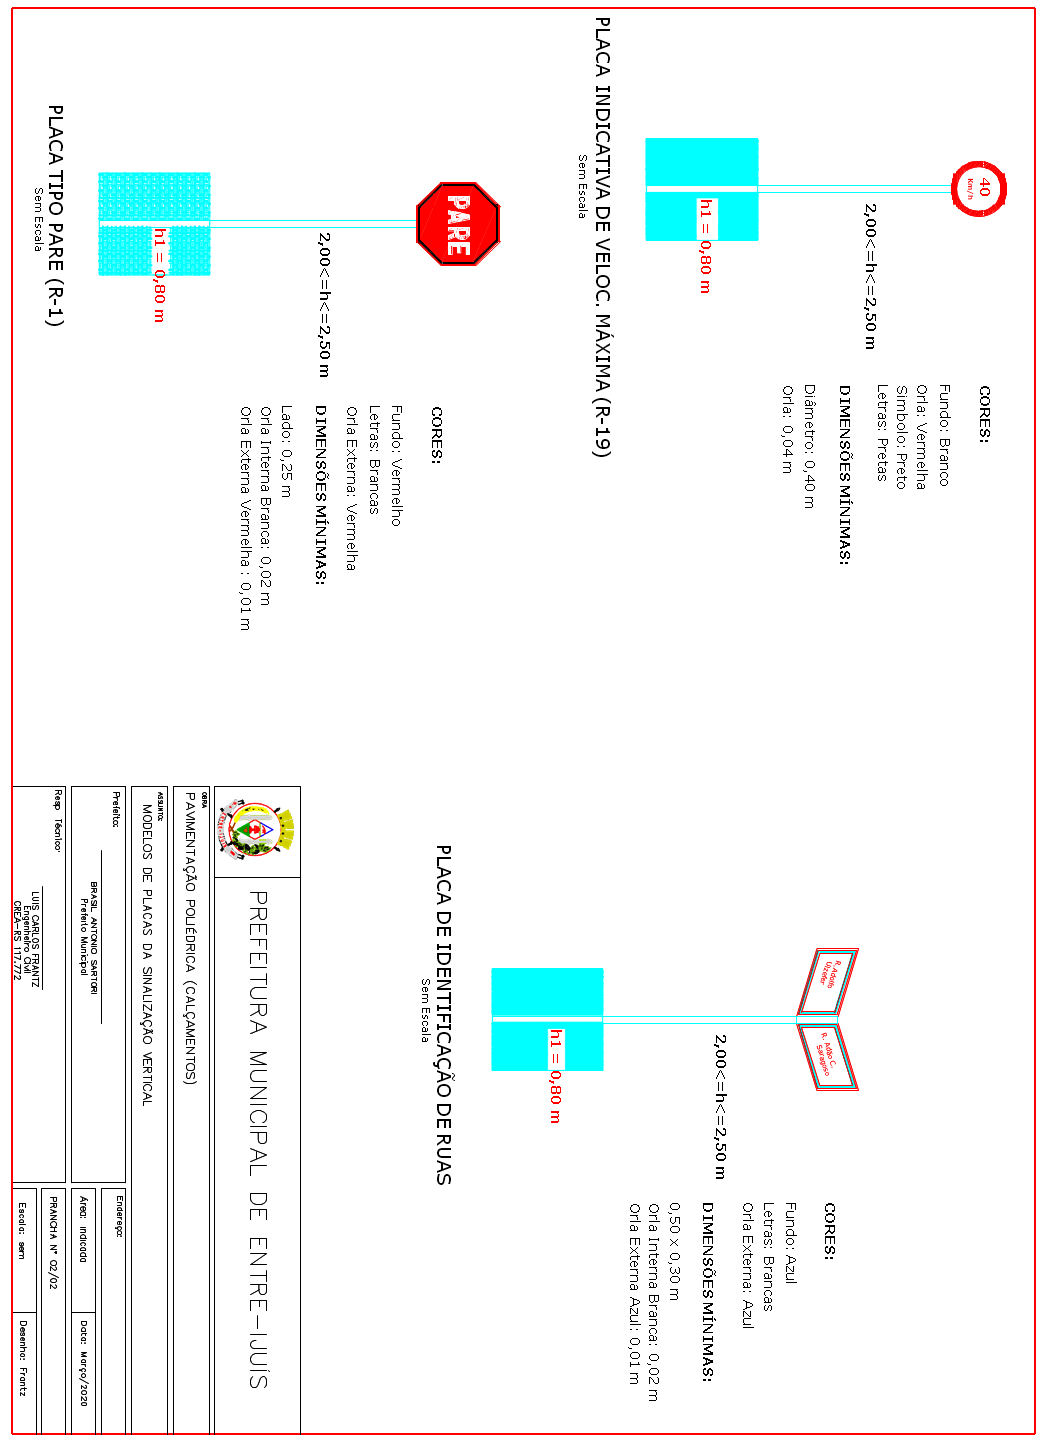 40
Km/h
2,00<=h<=2,50 m
h1 = 0,80 m
PLACA INDICATIVA DE VELOC. MÁXIMA (R-19)
Sem Escala
CORES:
Fundo: Branco
Orla: Vermelha
Simbolo: Preto
Letras: Pretas
DIMENSÕES MÍNIMAS:
Diâmetro: 0,40 m
Orla: 0,04 m
PARE
2,00<=h<=2,50 m
h1 = 0,80 m
PLACA TIPO PARE (R-1)
Sem Escala
CORES:
Fundo: Vermelho
Letras: Brancas
Orla Externa: Vermelha
DIMENSÕES MÍNIMAS:
Lado: 0,25 m
Orla Interna Branca: 0,02 m
Orla Externa Vermelha : 0,01 m
R. Adão C.
Saragoso
2,00<=h<=2,50 m
h1 = 0,80 m
PLACA DE IDENTIFICAÇÃO DE RUAS
Sem Escala
CORES:
Fundo: Azul
Letras: Brancas
Orla Externa: Azul
DIMENSÕES MÍNIMAS:
0,50 x 0,30 m
Orla Interna Branca: 0,02 m
Orla Externa Azul: 0,01 m
PREFEITURA MUNICIPAL DE ENTRE-IJUÍS
OBRA
PAVIMENTAÇÃO POLIÉDRICA (CALÇAMENTOS)
ASSUNTO:
MODELOS DE PLACAS DA SINALIZAÇÃO VERTICAL
Prefeito:
BRASIL ANTONIO SARTORI
Prefeito Municipal
Endereço:
Área: indicada
Data: Março/2020
Resp Técnico:
LUIS CARLOS FRANTZ
Engenheiro Civil
CREA-RS 117.772
PRANCHA N° 02/02
Escala: sem
Desenho: Frantz